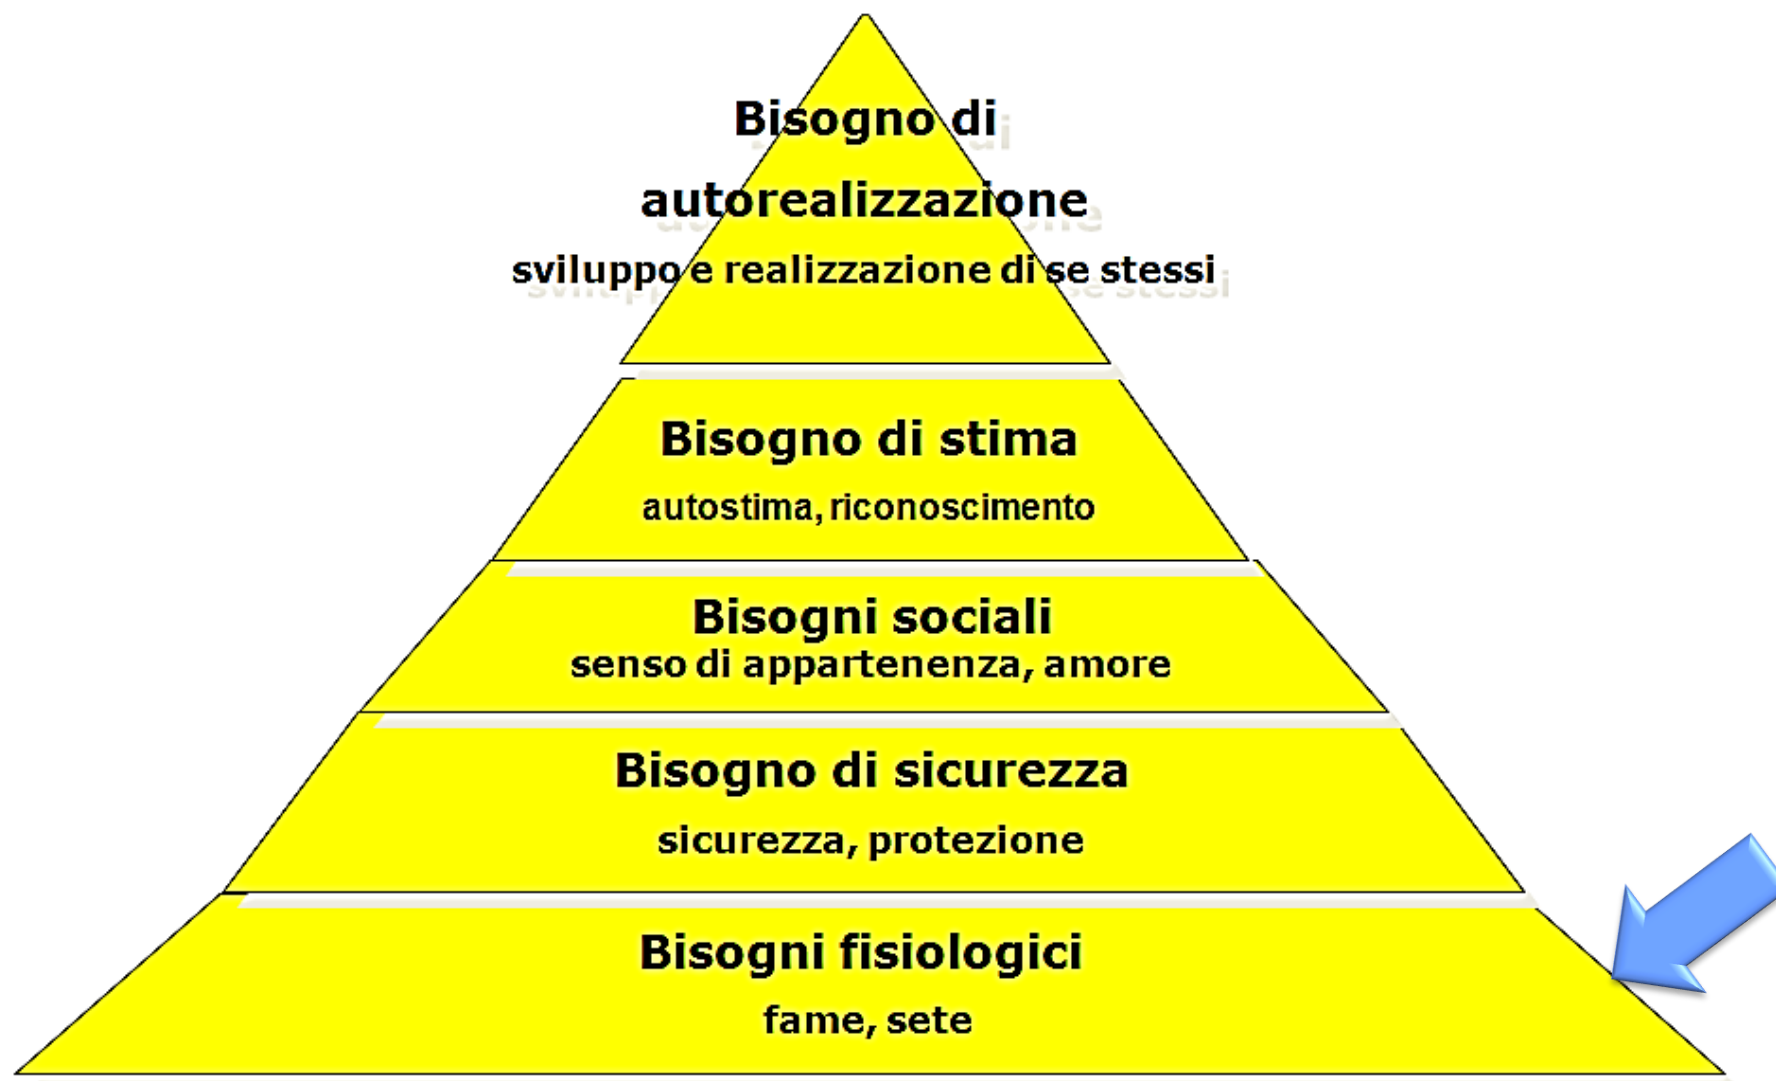 Bisogno di
autorealizzazione
sviluppo e realizzazione di se stessi
Bisogno di stima
autostima, riconoscimento
Bisogni sociali
senso di appartenenza, amore
Bisogno di sicurezza
sicurezza, protezione
Bisogni fisiologici
fame, sete